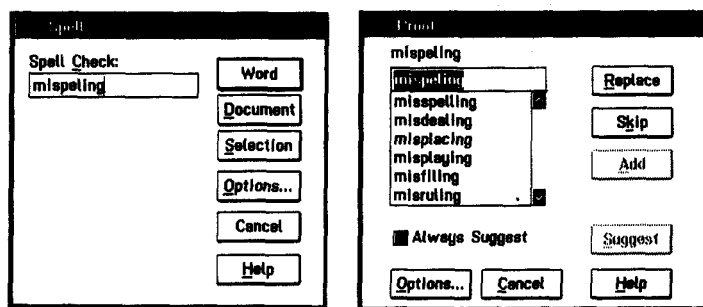 Spell
Spell Check:
mispeling
Word
Document
Selection
Options...
Cancel
Help
Proof
mispeling
mispeling
misspelling
misdealing
misplacing
misplaying
misfiling
misruling
Always Suggest
Replace
Skip
Add
Suggest
Options...
Cancel
Help